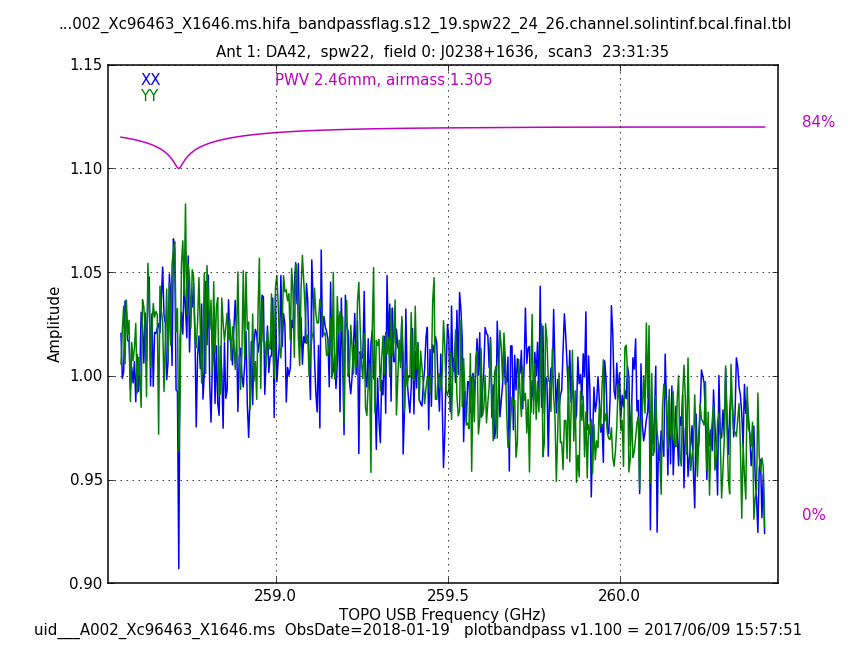 ...002_Xc96463_X1646.ms.hifa_bandpassflag.s12_19.spw22_24_26.channel.solintinf.bcal.final.tbl
Ant 1: DA42, spw22, field 0: J0238+1636, scan3 23:31:35
1.15
XX
PWV 2.46mm, airmass 1.305
YY
84%
1.10
1.05
Amplitude
1.00
0.95
0%
0.90
259.0
259.5
260.0
TOPO USB Frequency (GHz)
uid___A002_Xc96463_X1646.ms ObsDate=2018-01-19 plotbandpass v1.100 = 2017/06/09 15:57:51